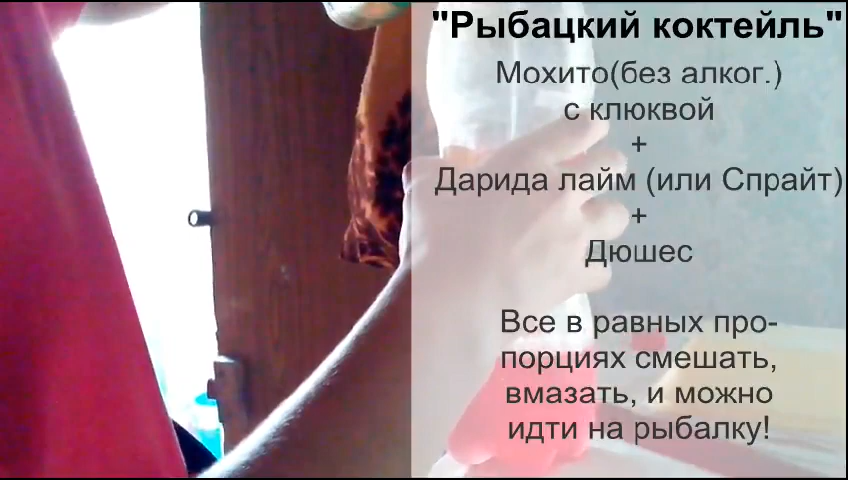 "Рыбацкий коктейль"
Мохито(без алког.)
с клюквой
+
Дарида лайм (или Спрайт)
+
Дюшес
Все в равных про-
порциях смешать,
вмазать, и можно
идти на рыбалку!